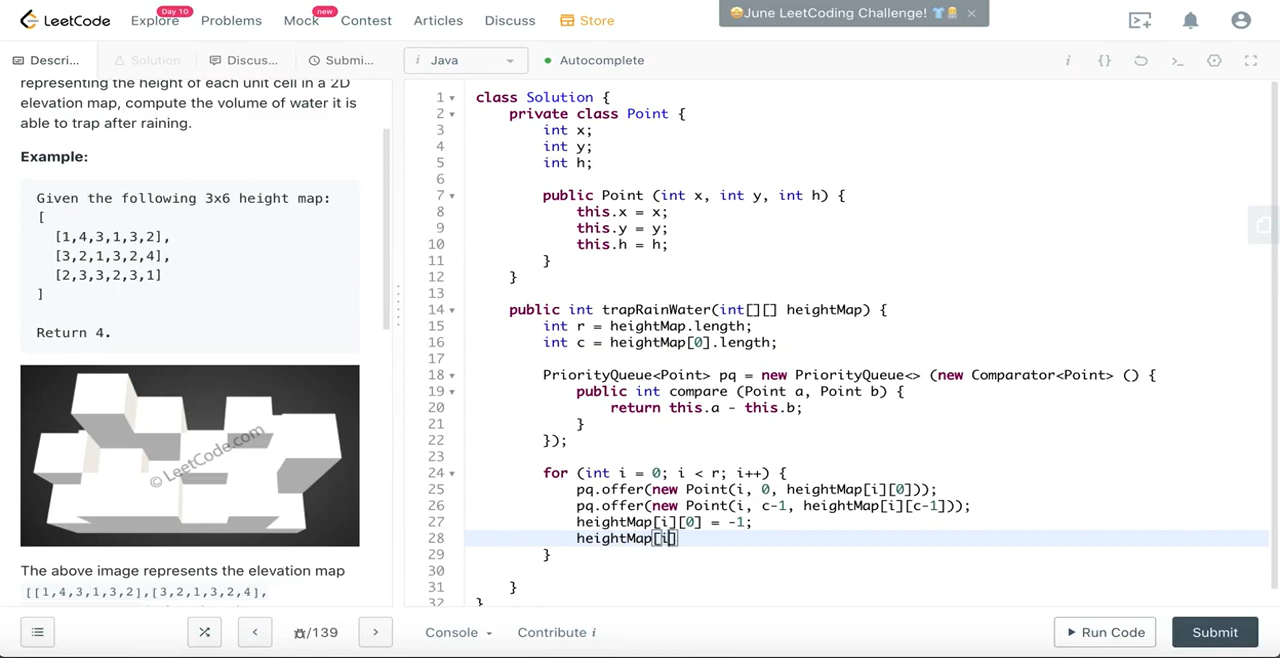 LeetCode
Explore
Day 10
Problems
Mock
new
Contest
Articles
Discuss
Store
🤩June LeetCoding Challenge! 👕 ×
Descri...
Solution
Discus...
Submi...
i Java
Autocomplete
i {}
representing the height of each unit cell in a 2D
elevation map, compute the volume of water it is
able to trap after raining.
Example:
Given the following 3x6 height map:
[
[1,4,3,1,3,2],
[3,2,1,3,2,4],
[2,3,3,2,3,1]
]
Return 4.
© LeetCode.com
The above image represents the elevation map
[[1,4,3,1,3,2],[3,2,1,3,2,4],
1 class Solution {
2 private class Point {
3 int x;
4 int y;
5 int h;
6
7 public Point (int x, int y, int h) {
8 this.x = x;
9 this.y = y;
10 this.h = h;
11 }
12 }
13
14 public int trapRainWater(int[][] heightMap) {
15 int r = heightMap.length;
16 int c = heightMap[0].length;
17
18 PriorityQueue<Point> pq = new PriorityQueue<> (new Comparator<Point> () {
19 public int compare (Point a, Point b) {
20 return this.a - this.b;
21 }
22 });
23
24 for (int i = 0; i < r; i++) {
25 pq.offer(new Point(i, 0, heightMap[i][0]));
26 pq.offer(new Point(i, c-1, heightMap[i][c-1]));
27 heightMap[i][0] = -1;
28 heightMap[i]
29 }
30
31 }
32 }
/139
Console
Contribute i
Run Code
Submit